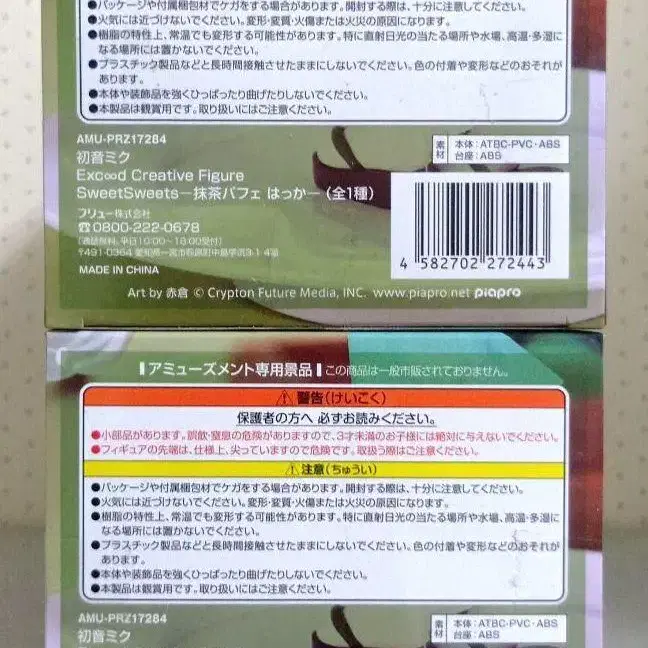 ●パッケージや付属梱包材でケガをする場合があります。開封する際は、十分に注意してください。
●火気には近づけないでください。変形・変質・火傷または火災の原因になります。
●樹脂の特性上、常温でも変形する可能性があります。特に直射日光の当たる場所や水場、高温・多湿に
なる場所には置かないでください。
●プラスチック製品などと長時間接触させたままにしないでください。色の付着や変形などのおそれが
あります。
●本体や装飾品を強くひっぱったり曲げたりしないでください。
●本製品は観賞用です。取り扱いにはご注意ください。
AMU-PRZ17284
初音ミク
Exc∞d Creative Figure
SweetSweets―抹茶パフェ はっか―(全1種)
フリュー株式会社
☎0800-222-0678
(通話無料、平日10:00~18:00受付)
〒491-0364 愛知県一宮市萩原町中島字流3-1-4番
MADE IN CHINA
素材 本体:ATBC-PVC・ABS
台座:ABS
4 582702 272443
Art by 赤倉 © Crypton Future Media, INC. www.piapro.net piapro
アミューズメント専用景品 この商品は一般市販されておりません。
⚠警告(けいこく)
保護者の方へ 必ずお読みください。
●小部品があります。誤飲・窒息の危険がありますので、3才未満のお子様には絶対に与えないでください。
●フィギュアの先端は、仕様上、尖っていますので危険です。取扱う際はご注意ください。
⚠注意(ちゅうい)
●パッケージや付属梱包材でケガをする場合があります。開封する際は、十分に注意してください。
●火気には近づけないでください。変形・変質・火傷または火災の原因になります。
●樹脂の特性上、常温でも変形する可能性があります。特に直射日光の当たる場所や水場、高温・多湿に
なる場所には置かないでください。
●プラスチック製品などと長時間接触させたままにしないでください。色の付着や変形などのおそれが
あります。
●本体や装飾品を強くひっぱったり曲げたりしないでください。
●本製品は観賞用です。取り扱いにはご注意ください。
AMU-PRZ17284
初音ミク
素材 本体:ATBC-PVC・ABS
台座:ABS